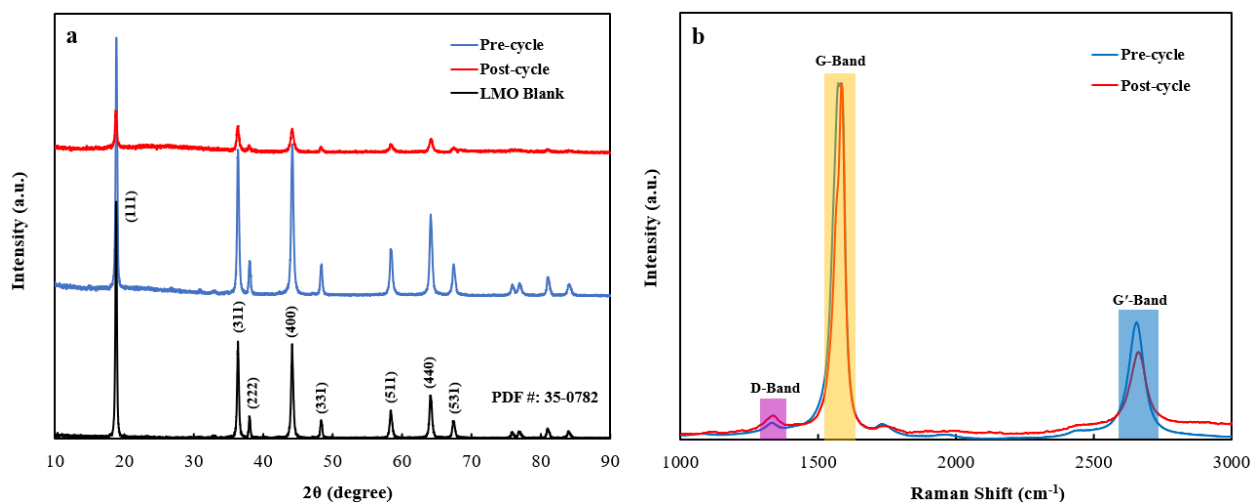 a
Pre-cycle
Post-cycle
LMO Blank
(111)
(311)
(222)
(400)
(331)
(511)
(440)
(531)
PDF #: 35-0782
Intensity (a.u.)
10 20 30 40 50 60 70 80 90
2θ (degree)
b
G-Band
Pre-cycle
Post-cycle
G′-Band
D-Band
Intensity (a.u.)
1000 1500 2000 2500 3000
Raman Shift (cm⁻¹)